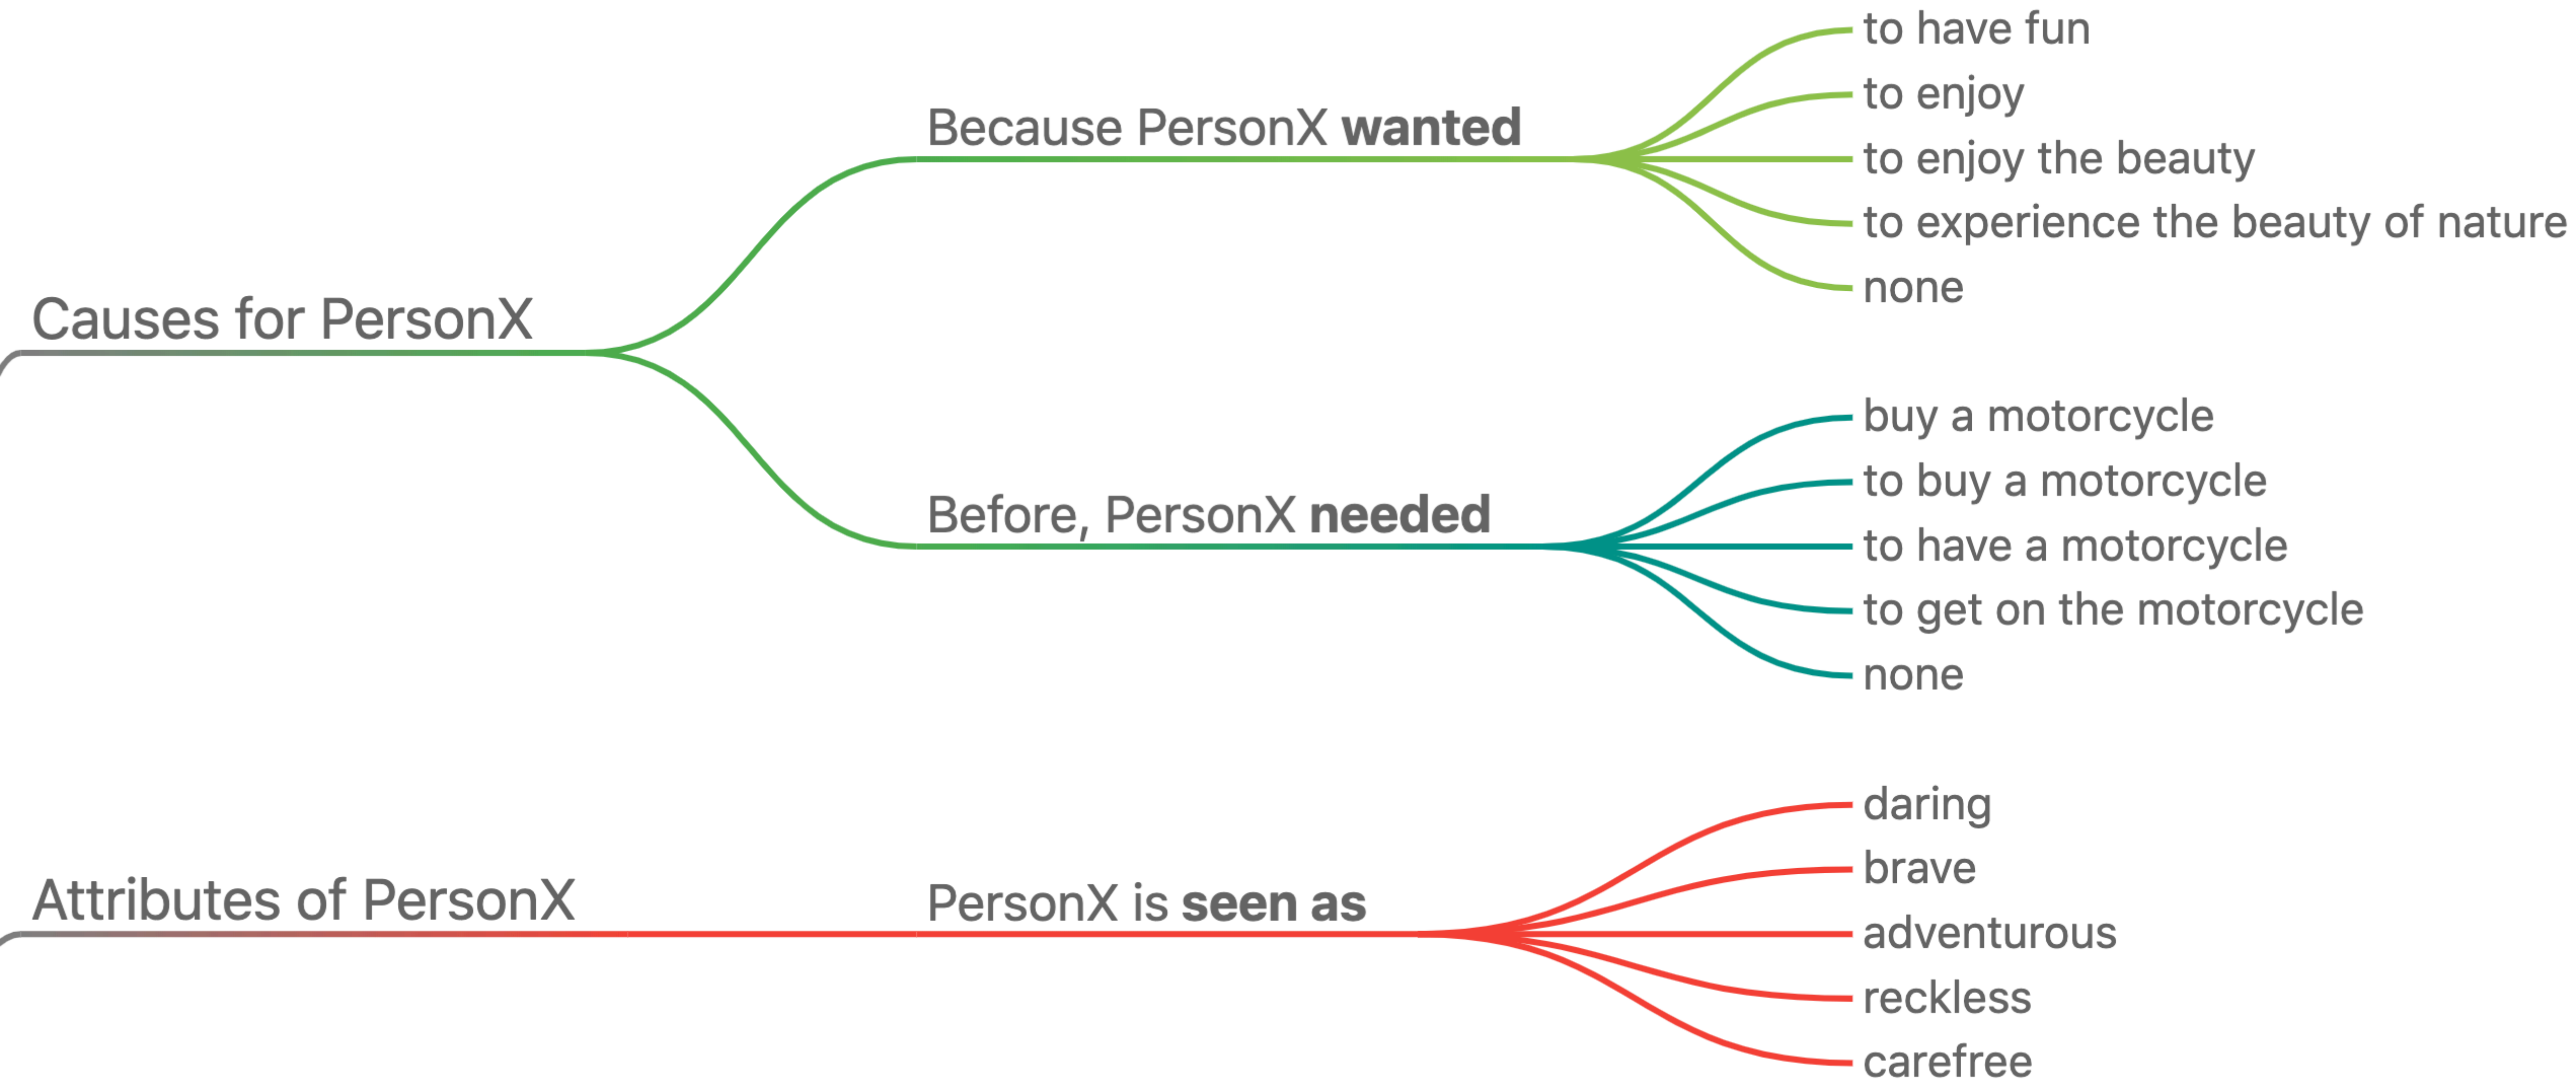 Causes for PersonX
Because PersonX wanted
to have fun
to enjoy
to enjoy the beauty
to experience the beauty of nature
none
Before, PersonX needed
buy a motorcycle
to buy a motorcycle
to have a motorcycle
to get on the motorcycle
none
Attributes of PersonX
PersonX is seen as
daring
brave
adventurous
reckless
carefree